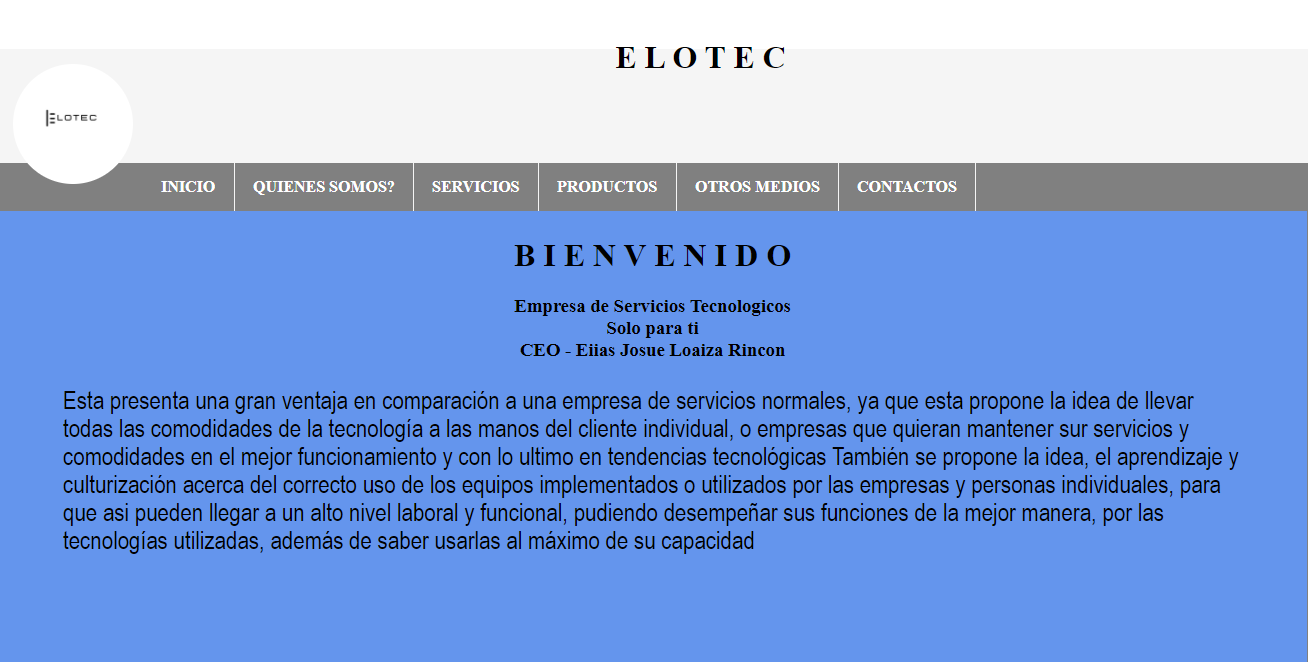 E L O T E C
ELOTEC
INICIO
QUIENES SOMOS?
SERVICIOS
PRODUCTOS
OTROS MEDIOS
CONTACTOS
B I E N V E N I D O
Empresa de Servicios Tecnologicos
Solo para ti
CEO - Eiias Josue Loaiza Rincon
Esta presenta una gran ventaja en comparación a una empresa de servicios normales, ya que esta propone la idea de llevar
todas las comodidades de la tecnología a las manos del cliente individual, o empresas que quieran mantener sur servicios y
comodidades en el mejor funcionamiento y con lo ultimo en tendencias tecnológicas También se propone la idea, el aprendizaje y
culturización acerca del correcto uso de los equipos implementados o utilizados por las empresas y personas individuales, para
que asi pueden llegar a un alto nivel laboral y funcional, pudiendo desempeñar sus funciones de la mejor manera, por las
tecnologías utilizadas, además de saber usarlas al máximo de su capacidad